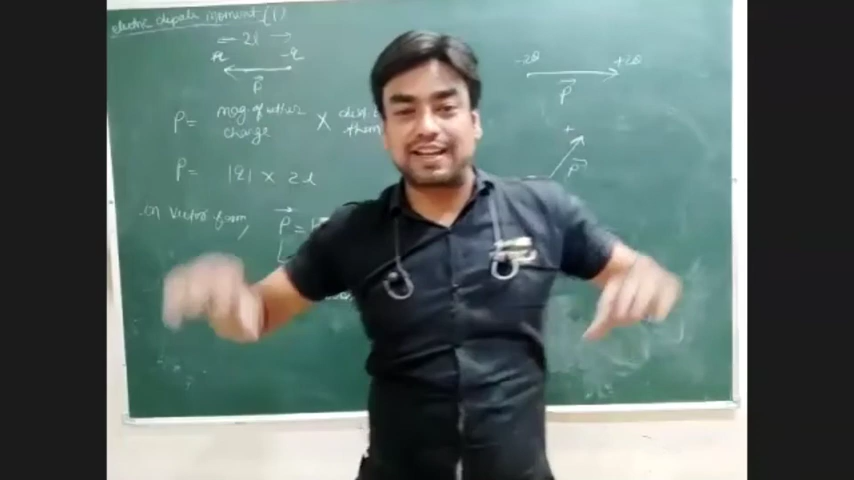 electric dipole moment (P)
← 2l →
-q
P
P = mag. of either charge × dist
them
P = |q| × 2l
In Vector form,
P =
-2Q +2Q
P
+
P